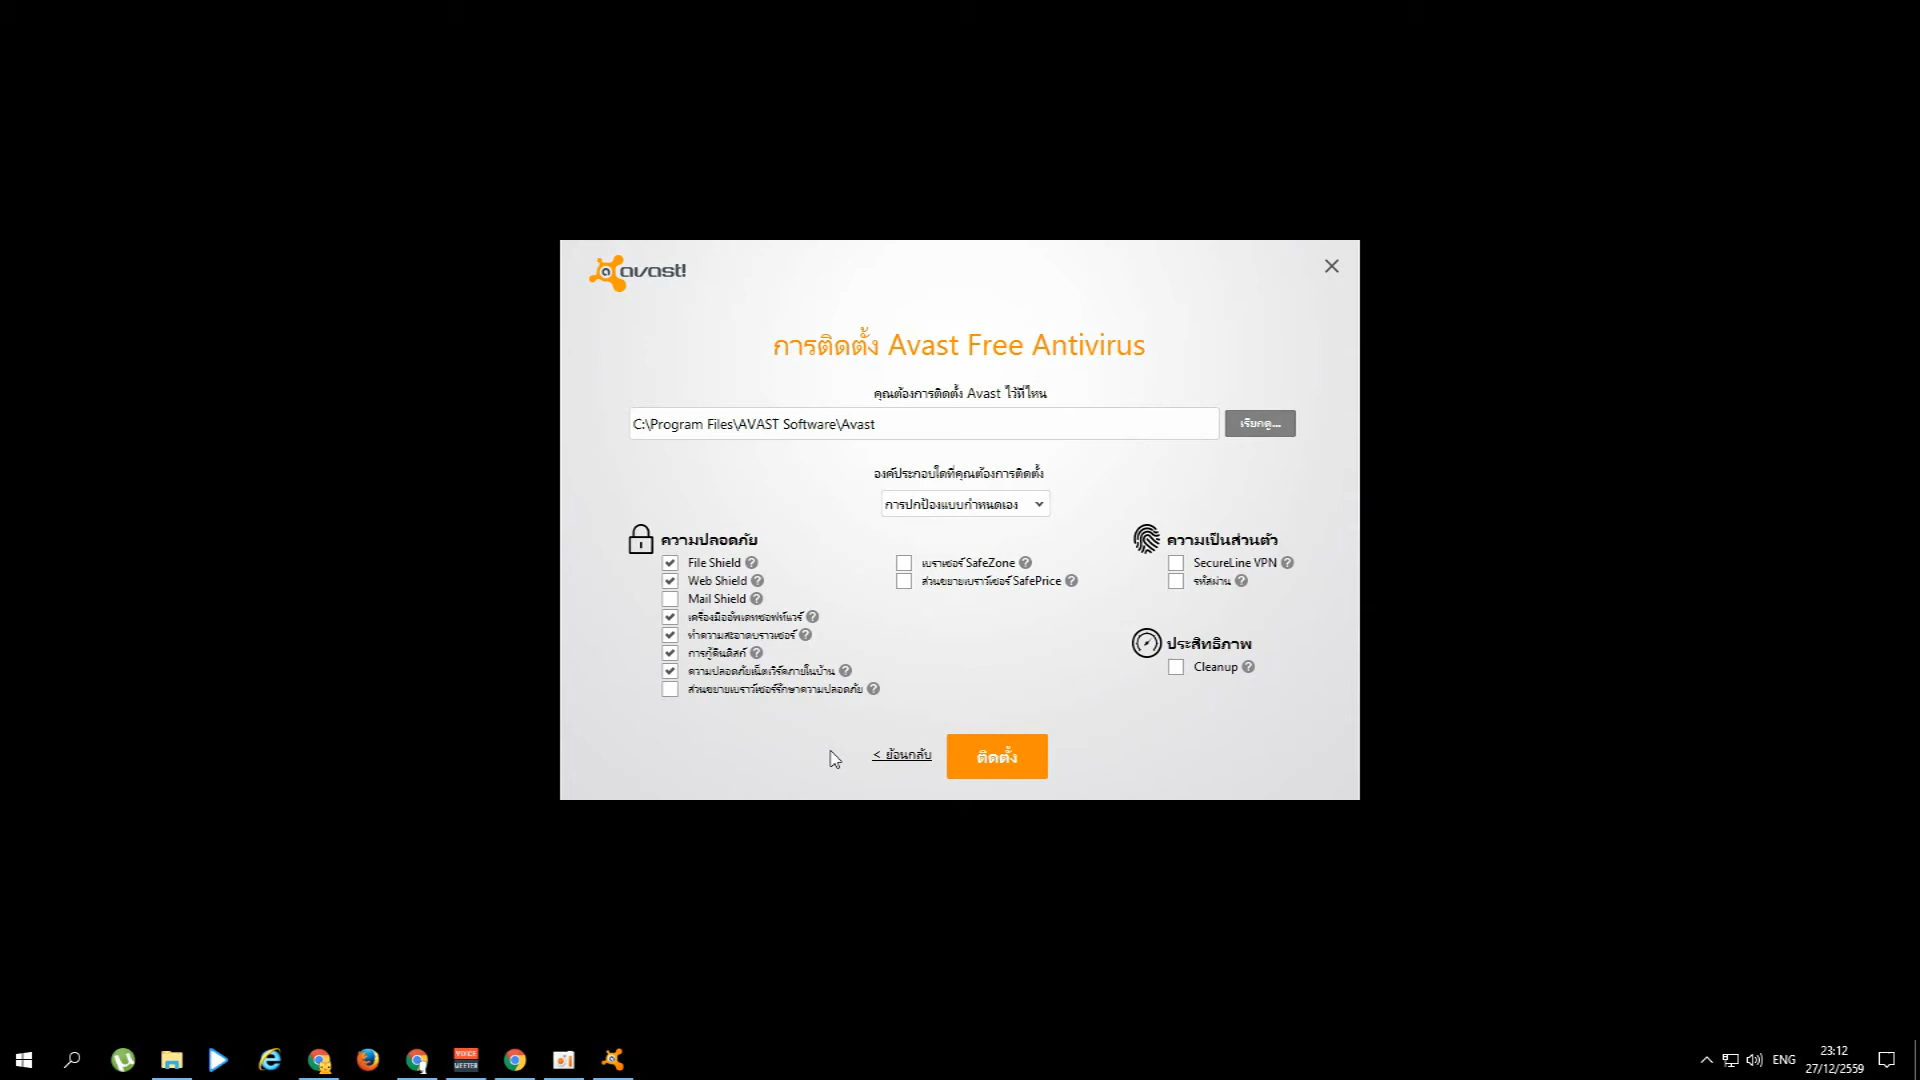 avast!
การติดตั้ง Avast Free Antivirus
คุณต้องการติดตั้ง Avast ไว้ที่ไหน
C:\Program Files\AVAST Software\Avast
เรียกดู...
องค์ประกอบใดที่คุณต้องการติดตั้ง
การปกป้องแบบกำหนดเอง
ความปลอดภัย
File Shield
Web Shield
Mail Shield
เครื่องมืออัพเดทซอฟท์แวร์
ทำความสะอาดบราวเซอร์
การกู้คืนดิสก์
ความปลอดภัยเน็ตเวิร์คภายในบ้าน
ส่วนขยายเบราว์เซอร์รักษาความปลอดภัย
เบราเซอร์ SafeZone
ส่วนขยายเบราว์เซอร์ SafePrice
ความเป็นส่วนตัว
SecureLine VPN
รหัสผ่าน
ประสิทธิภาพ
Cleanup
< ย้อนกลับ
ติดตั้ง
VOICE
MEETER
ENG
23:12
27/12/2559